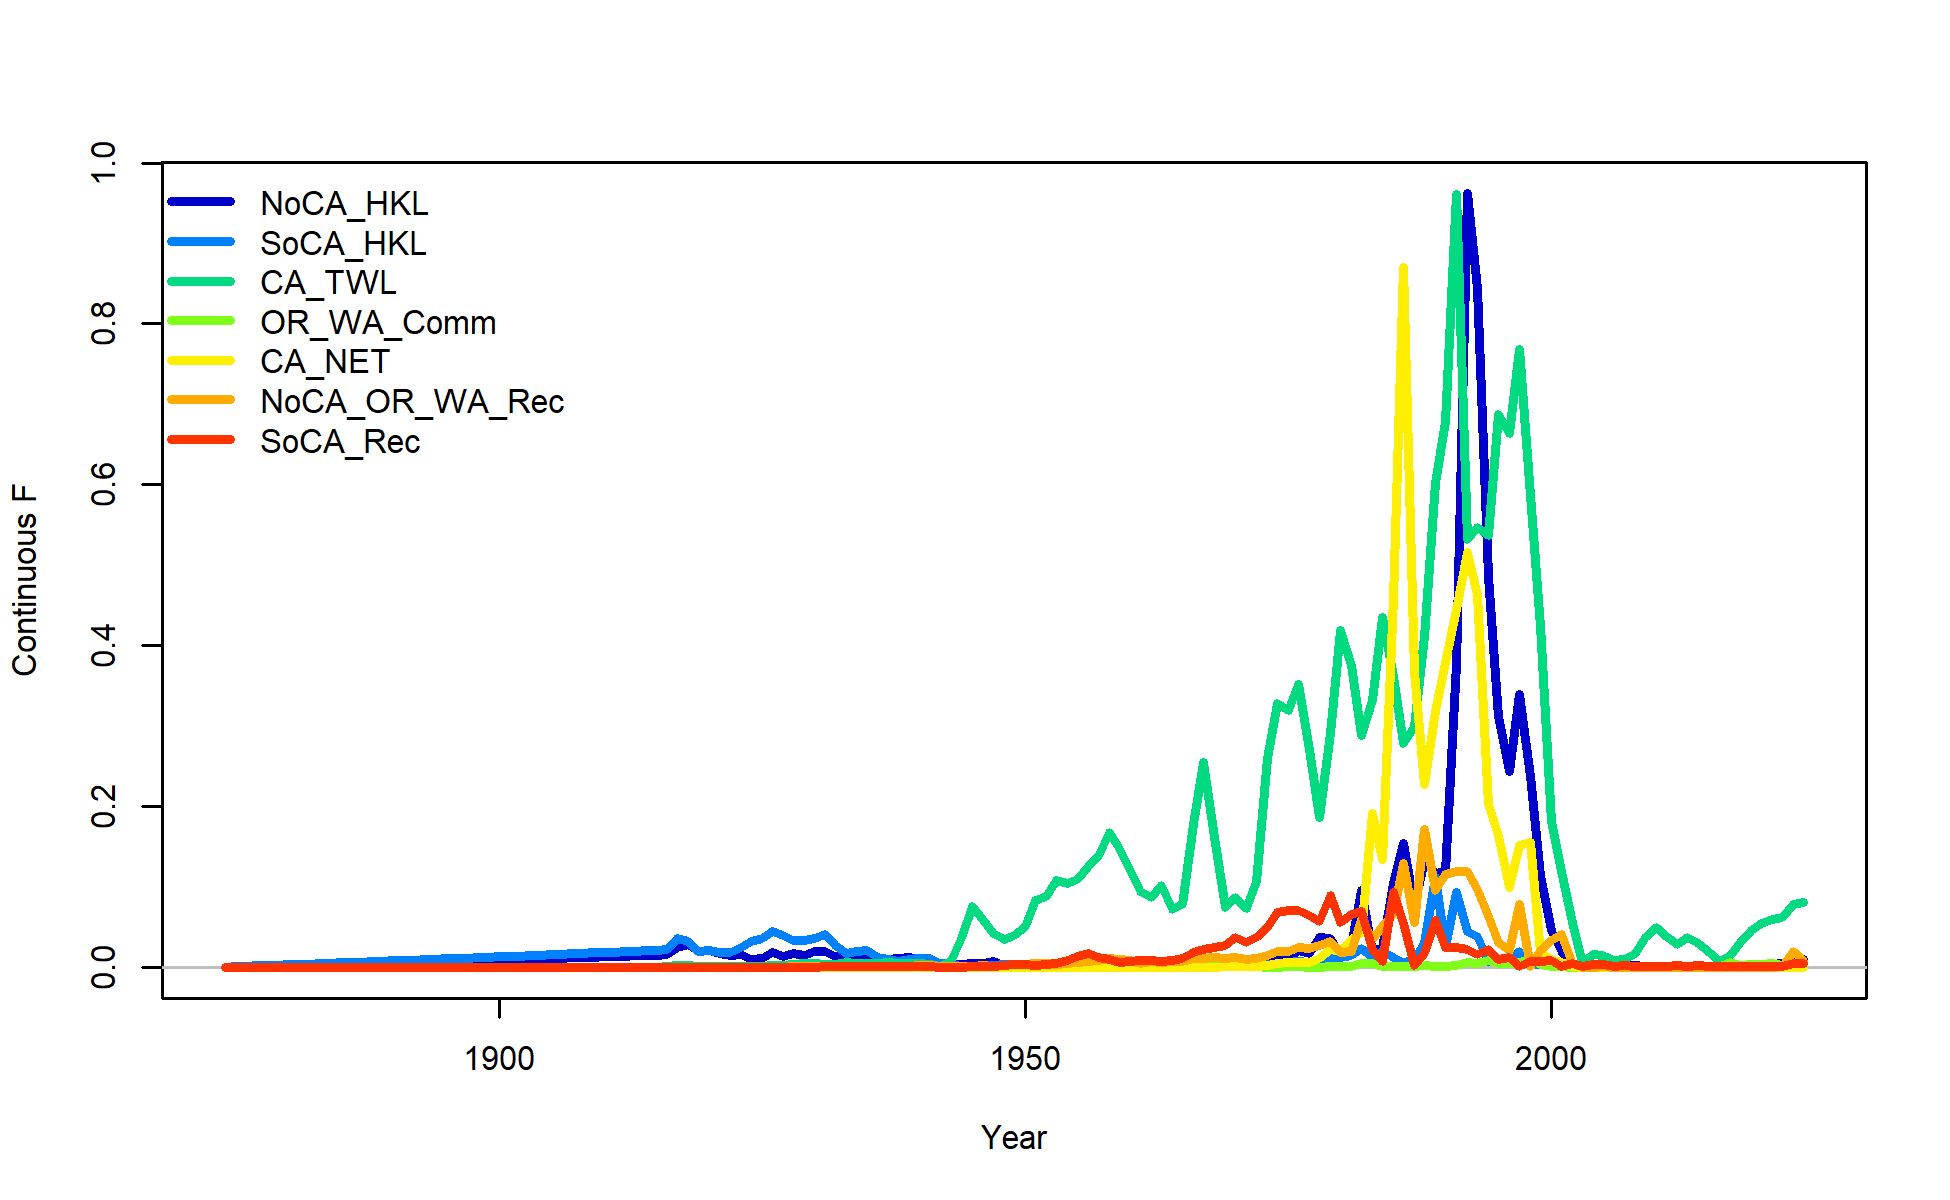 1.0
0.8
0.6
0.4
0.2
0.0
Continuous F
NoCA_HKL
SoCA_HKL
CA_TWL
OR_WA_Comm
CA_NET
NoCA_OR_WA_Rec
SoCA_Rec
1900 1950 2000
Year